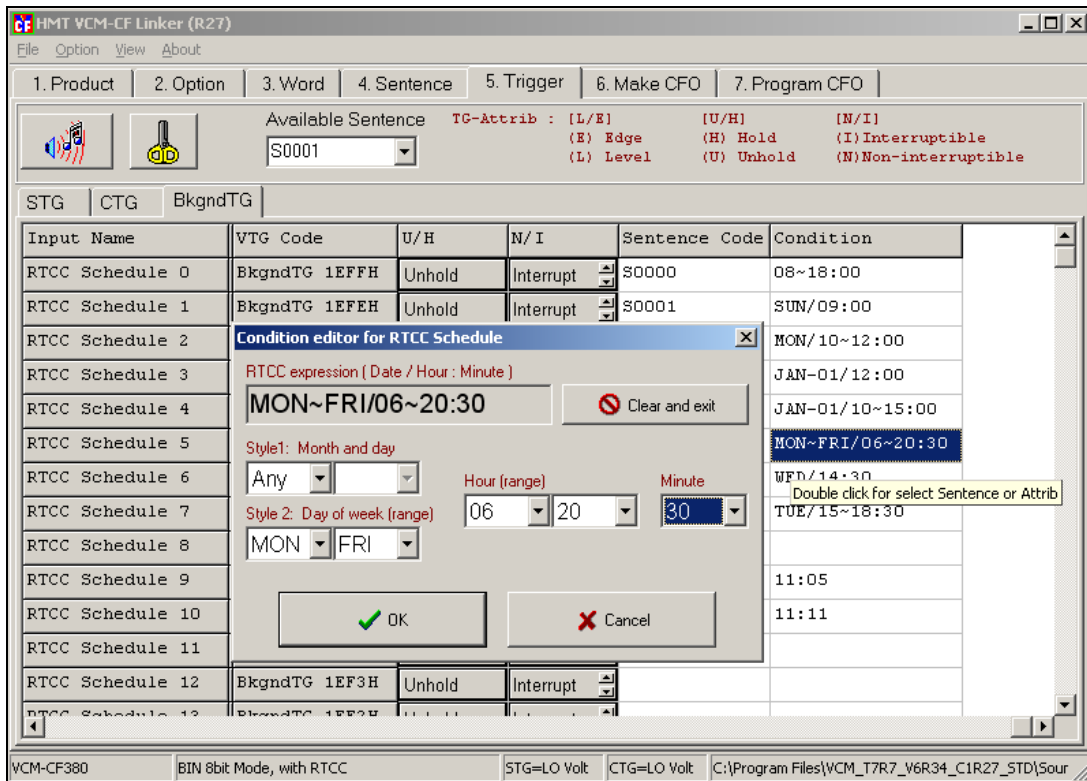 HMT VCM-CF Linker (R27)
File Option View About
1. Product 2. Option 3. Word 4. Sentence 5. Trigger 6. Make CFO 7. Program CFO
Available Sentence TG-Attrib : [L/E] [U/H] [N/I]
(E) Edge (H) Hold (I)Interruptible
S0001 (L) Level (U) Unhold (N)Non-interruptible
STG CTG BkgndTG
Input Name VTG Code U/H N/I Sentence Code Condition
RTCC Schedule 0 BkgndTG 1EFFH Unhold Interrupt S0000 08~18:00
RTCC Schedule 1 BkgndTG 1EFEH Unhold Interrupt S0001 SUN/09:00
RTCC Schedule 2 MON/10~12:00
RTCC Schedule 3 JAN-01/12:00
RTCC Schedule 4 JAN-01/10~15:00
RTCC Schedule 5 MON~FRI/06~20:30
RTCC Schedule 6 WED/14:30
RTCC Schedule 7 TUE/15~18:30
RTCC Schedule 8
RTCC Schedule 9 11:05
RTCC Schedule 10 11:11
RTCC Schedule 11
RTCC Schedule 12 BkgndTG 1EF3H Unhold Interrupt
RTCC Schedule 13 BkgndTG 1EF2H
Condition editor for RTCC Schedule
RTCC expression ( Date / Hour : Minute )
MON~FRI/06~20:30 Clear and exit
Style1: Month and day
Any Hour (range) Minute
Style 2: Day of week (range) 06 20 30
MON FRI
OK Cancel
Double click for select Sentence or Attrib
VCM-CF380 BIN 8bit Mode, with RTCC STG=LO Volt CTG=LO Volt C:\Program Files\VCM_T7R7_V6R34_C1R27_STD\Sour